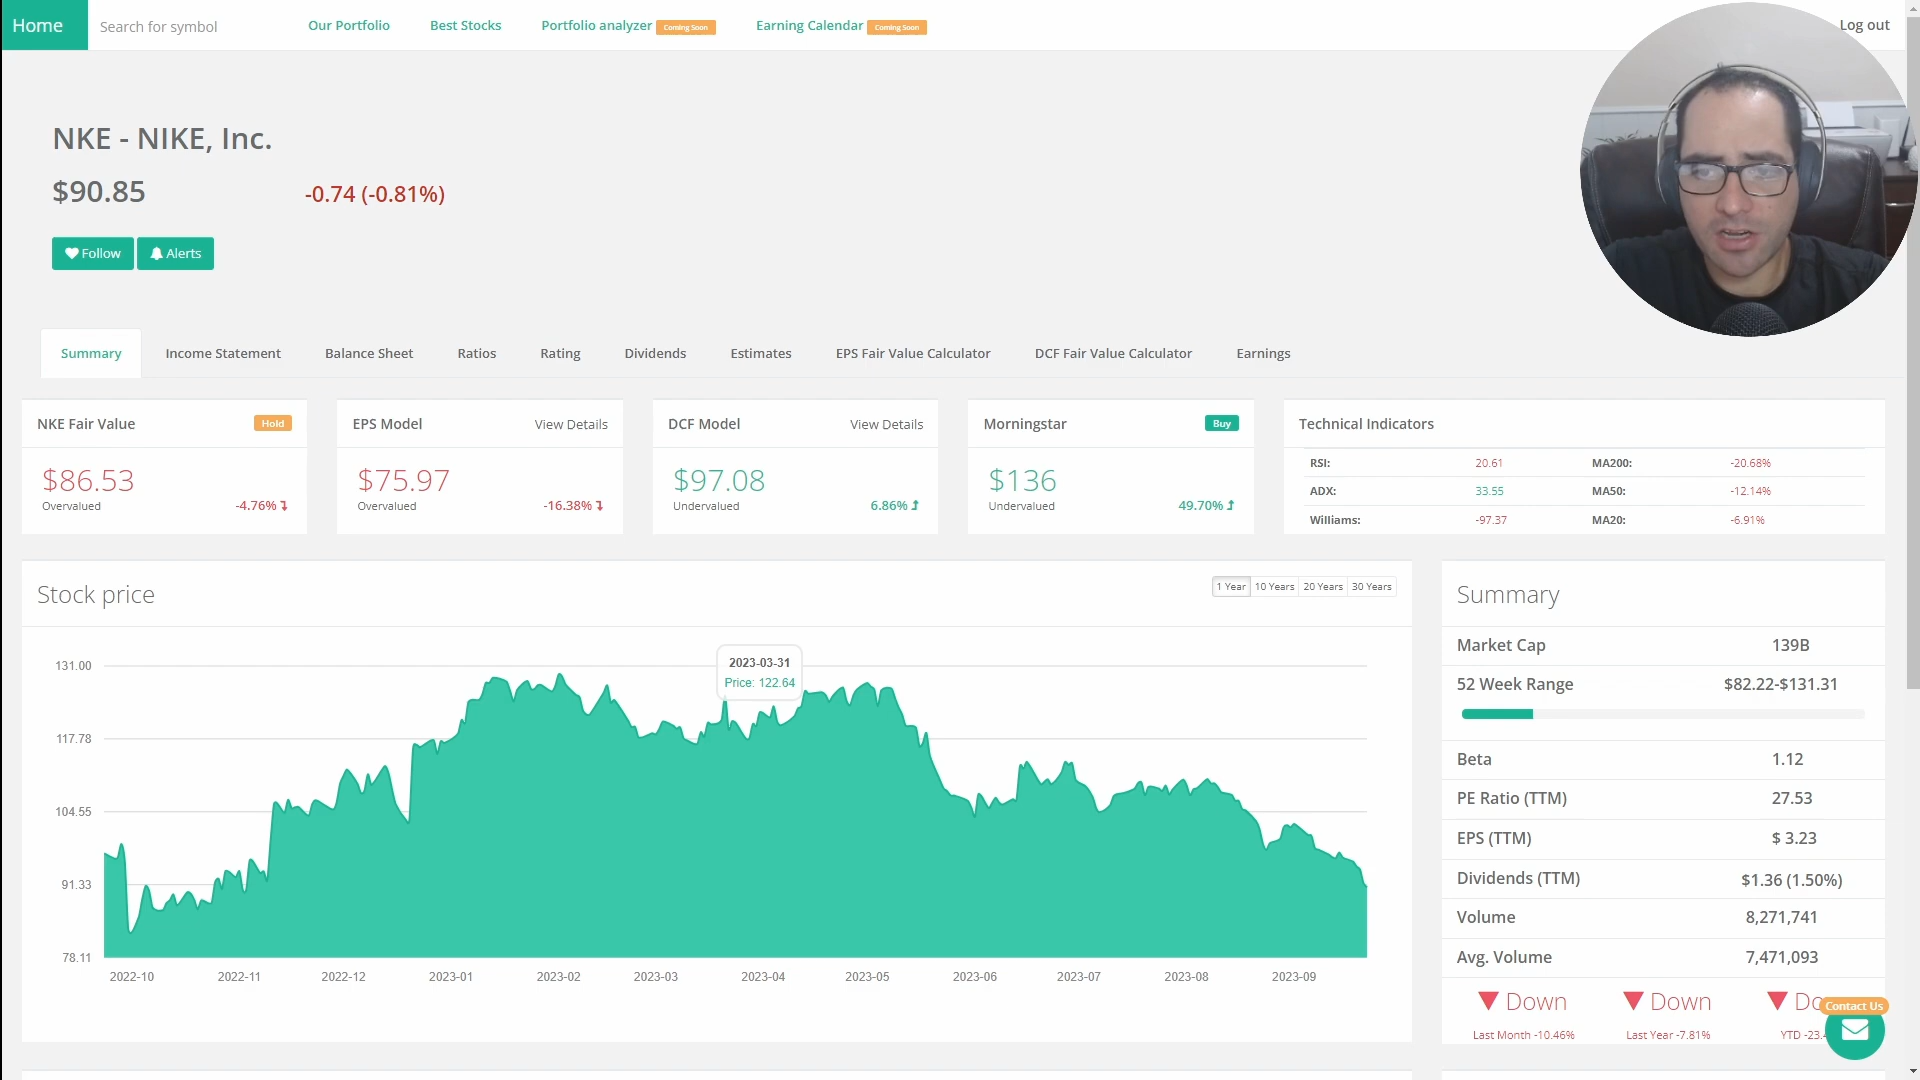 Home
Search for symbol
Our Portfolio
Best Stocks
Portfolio analyzer Coming Soon
Earning Calendar Coming Soon
Log out
NKE - NIKE, Inc.
$90.85
-0.74 (-0.81%)
Follow
Alerts
Summary
Income Statement
Balance Sheet
Ratios
Rating
Dividends
Estimates
EPS Fair Value Calculator
DCF Fair Value Calculator
Earnings
NKE Fair Value Hold
$86.53
Overvalued -4.76%
EPS Model View Details
$75.97
Overvalued -16.38%
DCF Model View Details
$97.08
Undervalued 6.86%
Morningstar Buy
$136
Undervalued 49.70%
Technical Indicators
RSI: 20.61 MA200: -20.68%
ADX: 33.55 MA50: -12.14%
Williams: -97.37 MA20: -6.91%
Stock price
1 Year 10 Years 20 Years 30 Years
2023-03-31
Price: 122.64
131.00
117.78
104.55
91.33
78.11
2022-10 2022-11 2022-12 2023-01 2023-02 2023-03 2023-04 2023-05 2023-06 2023-07 2023-08 2023-09
Summary
Market Cap 139B
52 Week Range $82.22-$131.31
Beta 1.12
PE Ratio (TTM) 27.53
EPS (TTM) $ 3.23
Dividends (TTM) $1.36 (1.50%)
Volume 8,271,741
Avg. Volume 7,471,093
Down
Last Month -10.46%
Down
Last Year -7.81%
YTD
Contact Us